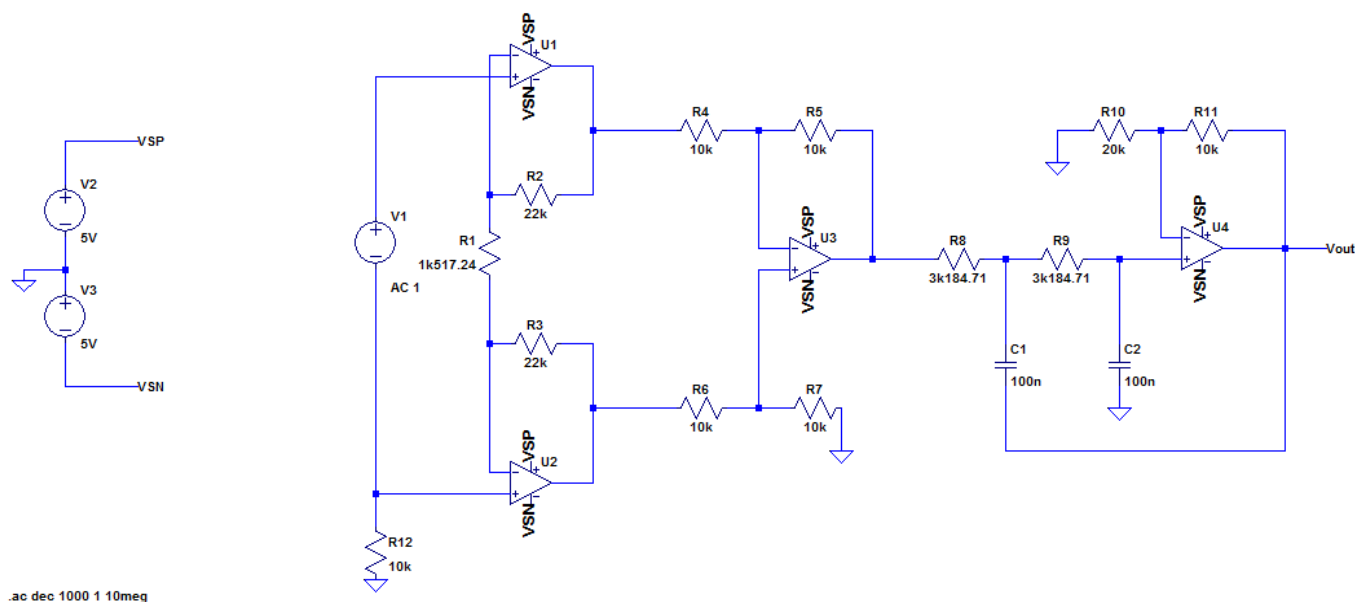 VSP
V2
5V
V3
5V
VSN
V1
AC 1
R12
10k
VSP
U1
VSN
R2
22k
R1
1k517.24
R3
22k
VSP
U2
VSN
R4
10k
R5
10k
VSP
U3
VSN
R6
10k
R7
10k
R8
3k184.71
R9
3k184.71
C1
100n
C2
100n
R10
20k
R11
10k
VSP
U4
VSN
Vout
.ac dec 1000 1 10meg